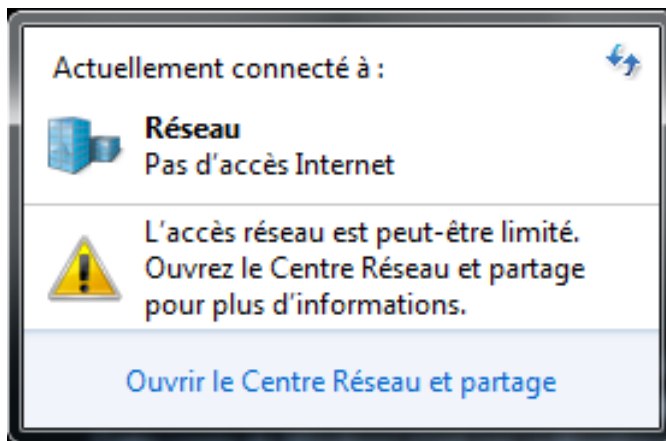 Actuellement connecté à :
Réseau
Pas d'accès Internet
L'accès réseau est peut-être limité.
Ouvrez le Centre Réseau et partage
pour plus d'informations.
Ouvrir le Centre Réseau et partage